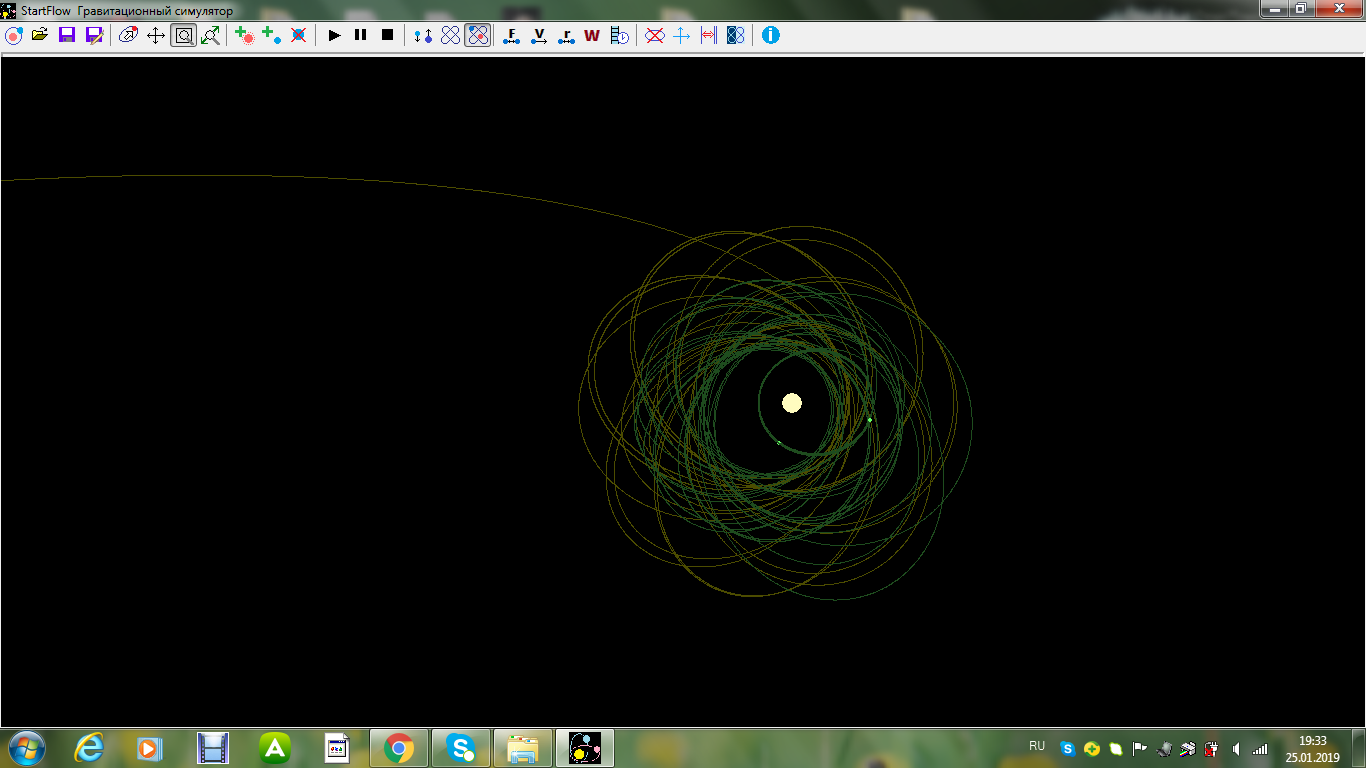 StartFlow Гравитационный симулятор
F V r W
i
RU
19:33
25.01.2019